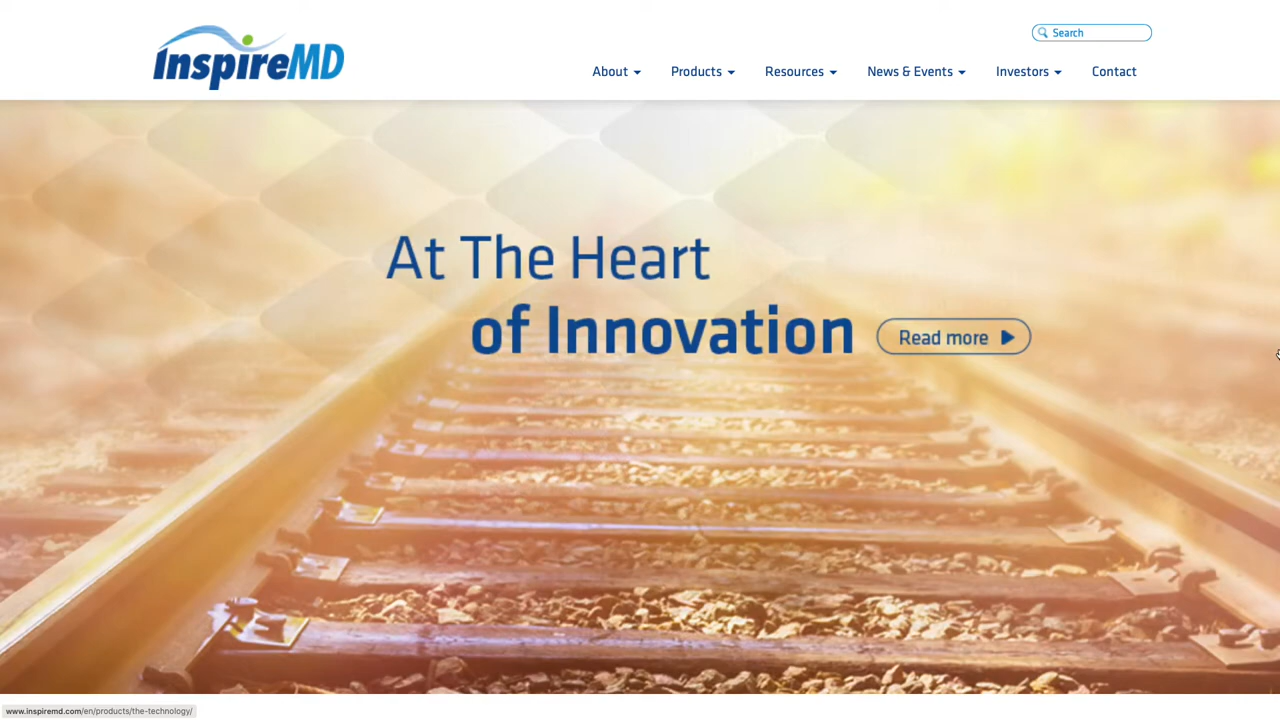 InspireMD
Search
About
Products
Resources
News & Events
Investors
Contact
At The Heart
of Innovation
Read more
www.inspiremd.com/en/products/the-technology/